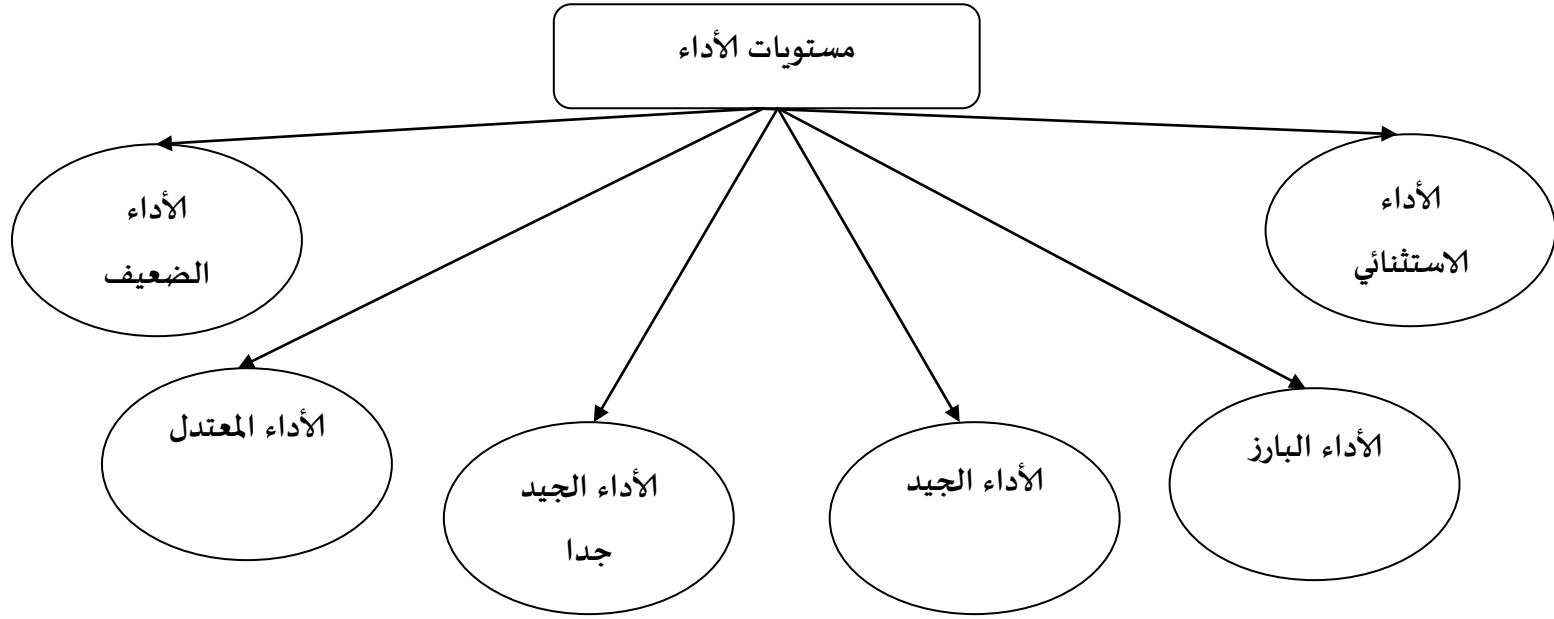 مستويات الأداء
الأداء
الاستثنائي
الأداء البارز
الأداء الجيد
الأداء الجيد
جدا
الأداء المعتدل
الأداء
الضعيف